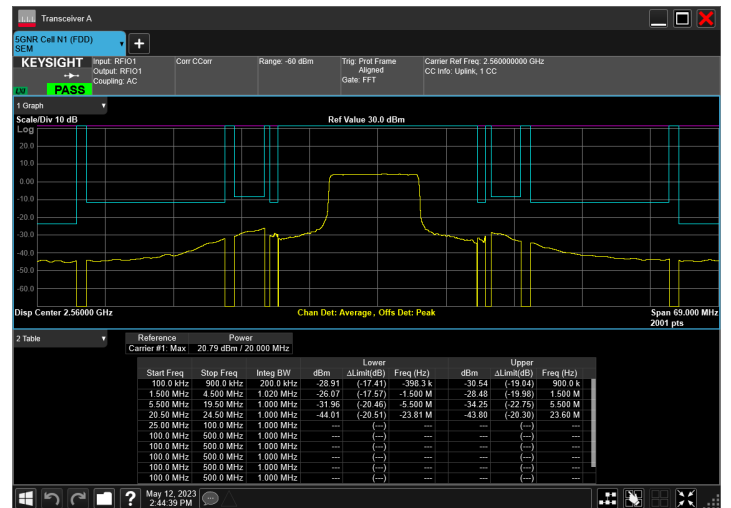 Transceiver A
5GNR Cell N1 (FDD)
SEM
KEYSIGHT
LXI
PASS
Input: RFIO1
Output: RFIO1
Coupling: AC
Corr CCorr
Range: -60 dBm
Trig: Prot Frame
Aligned
Gate: FFT
Carrier Ref Freq: 2.560000000 GHz
CC Info: Uplink, 1 CC
1 Graph
Scale/Div 10 dB
Ref Value 30.0 dBm
Log
20.0
10.0
0.00
-10.0
-20.0
-30.0
-40.0
-50.0
-60.0
Disp Center 2.56000 GHz
Chan Det: Average , Offs Det: Peak
Span 69.000 MHz
2001 pts
2 Table
Reference Power
Carrier #1: Max 20.79 dBm / 20.000 MHz
Lower Upper
Start Freq Stop Freq Integ BW dBm ΔLimit(dB) Freq (Hz) dBm ΔLimit(dB) Freq (Hz)
100.0 kHz 900.0 kHz 200.0 kHz -28.91 (-17.41) -398.3 k -30.54 (-19.04) 900.0 k
1.500 MHz 4.500 MHz 1.020 MHz -26.07 (-17.57) -1.500 M -28.48 (-19.98) 1.500 M
5.500 MHz 19.50 MHz 1.000 MHz -31.96 (-20.46) -5.500 M -34.25 (-22.75) 5.500 M
20.50 MHz 24.50 MHz 1.000 MHz -44.01 (-20.51) -23.81 M -43.80 (-20.30) 23.60 M
25.00 MHz 100.0 MHz 1.000 MHz --- (---) --- --- (---) ---
100.0 MHz 500.0 MHz 1.000 MHz --- (---) --- --- (---) ---
100.0 MHz 500.0 MHz 1.000 MHz --- (---) --- --- (---) ---
100.0 MHz 500.0 MHz 1.000 MHz --- (---) --- --- (---) ---
100.0 MHz 500.0 MHz 1.000 MHz --- (---) --- --- (---) ---
100.0 MHz 500.0 MHz 1.000 MHz --- (---) --- --- (---) ---
?
May 12, 2023
2:44:39 PM